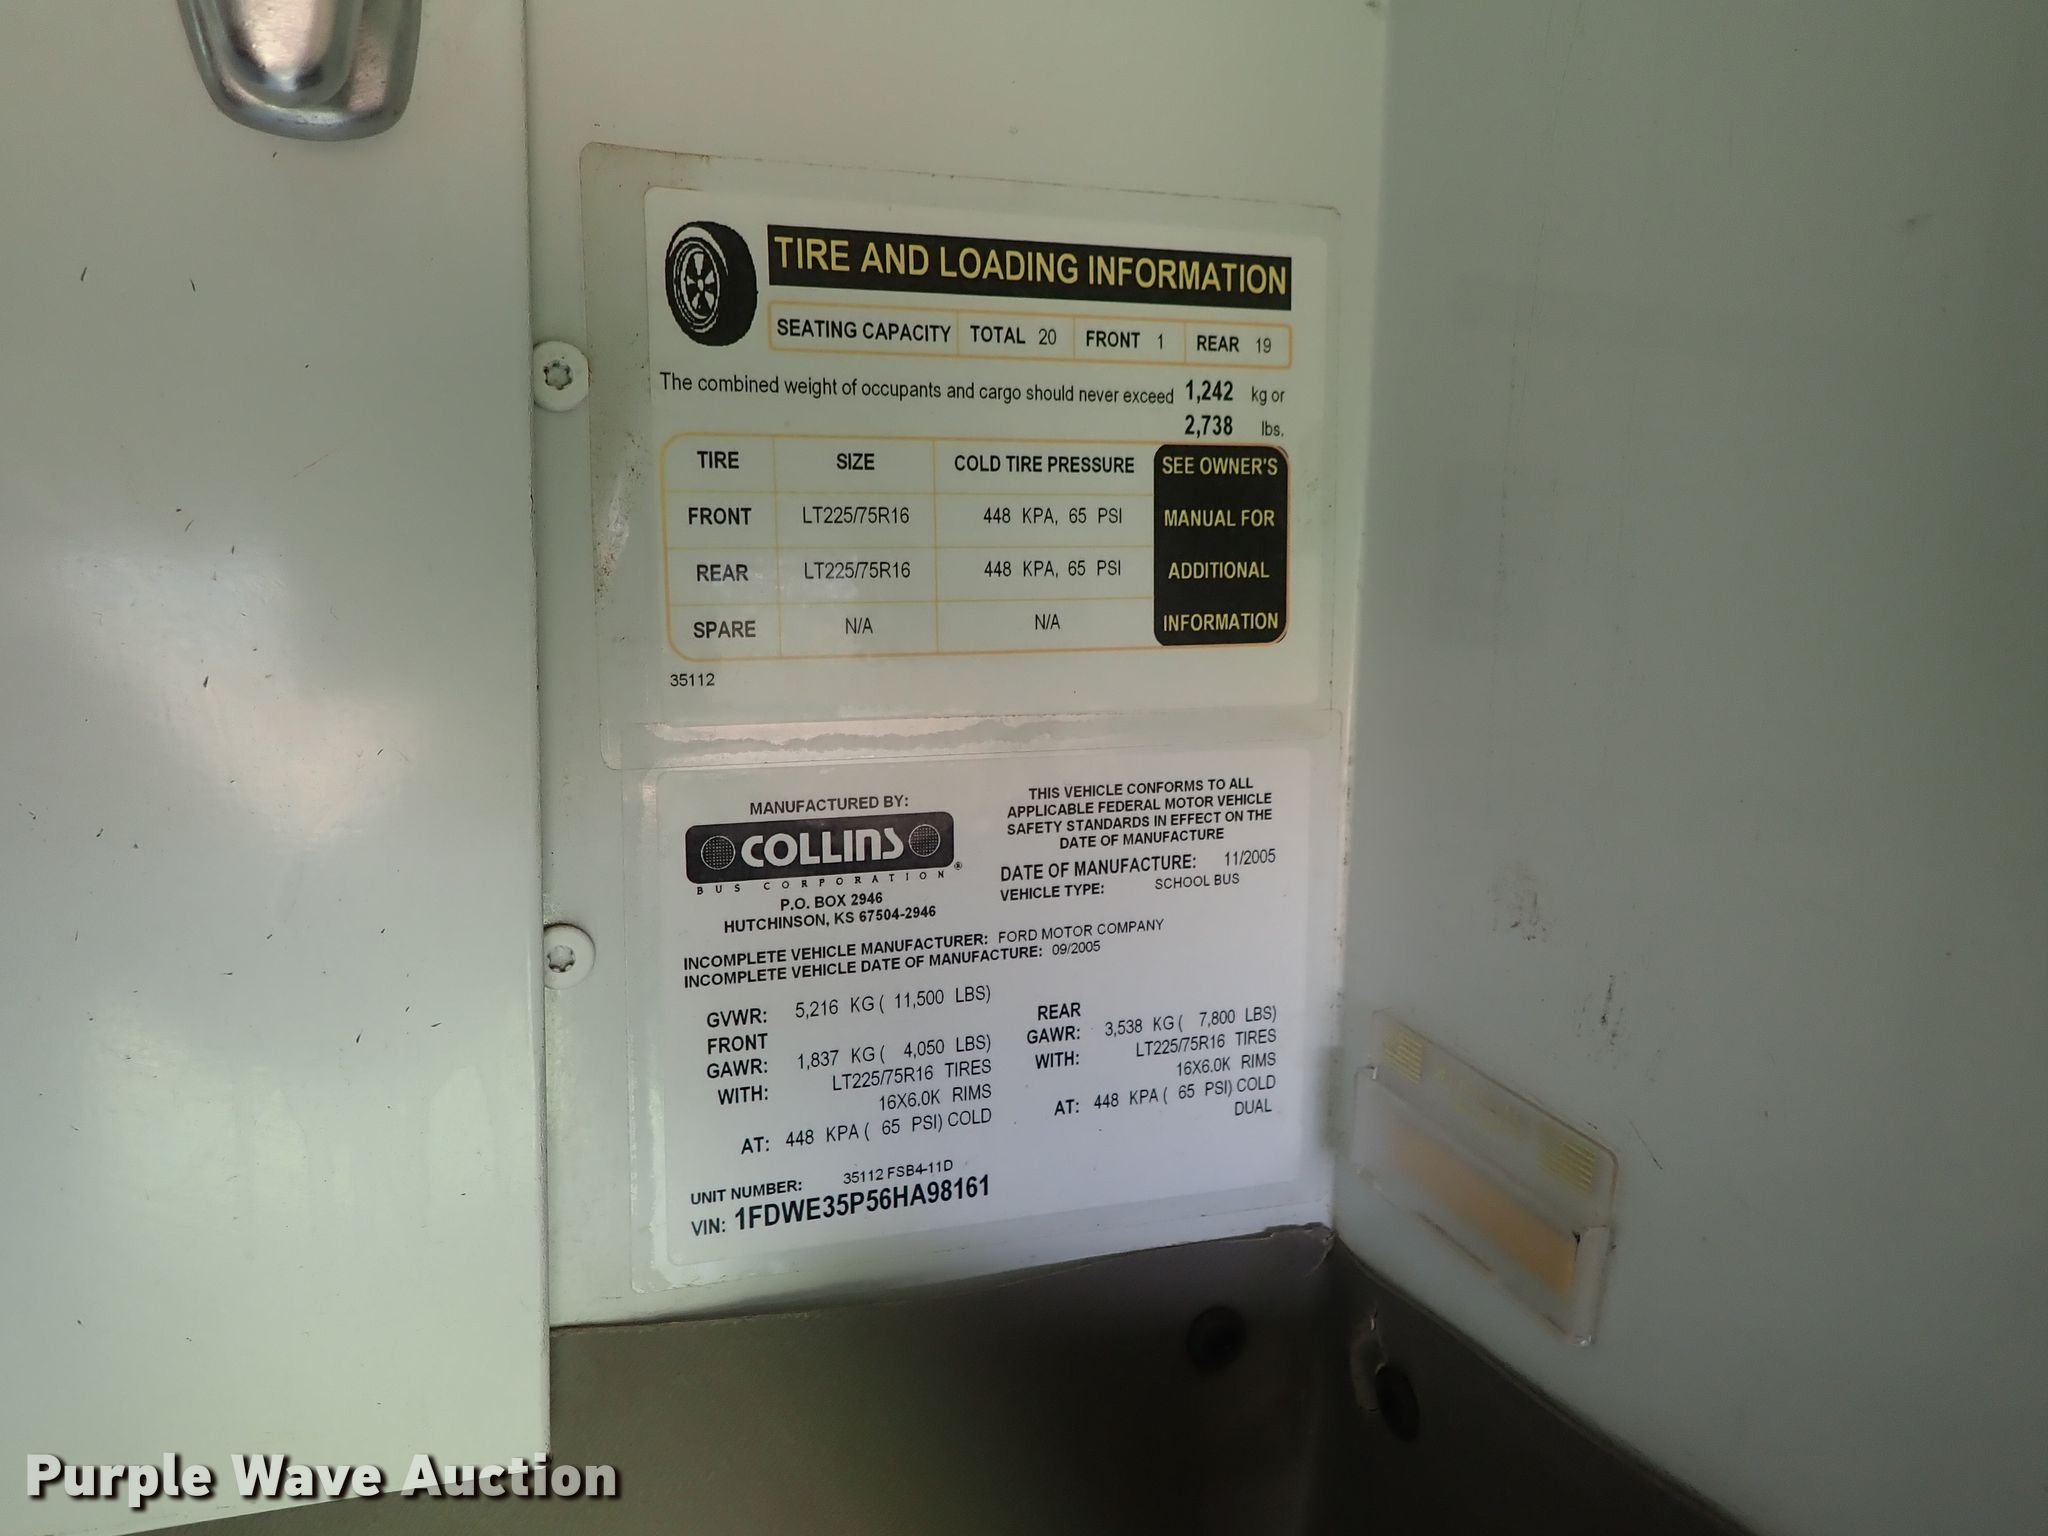 TIRE AND LOADING INFORMATION
SEATING CAPACITY TOTAL 20 FRONT 1 REAR 19
The combined weight of occupants and cargo should never exceed 1,242 kg or
2,738 lbs.
TIRE SIZE COLD TIRE PRESSURE SEE OWNER'S
FRONT LT225/75R16 448 KPA, 65 PSI MANUAL FOR
REAR LT225/75R16 448 KPA, 65 PSI ADDITIONAL
SPARE N/A N/A INFORMATION
35112
MANUFACTURED BY:
COLLINS
BUS CORPORATION®
P.O. BOX 2946
HUTCHINSON, KS 67504-2946
THIS VEHICLE CONFORMS TO ALL
APPLICABLE FEDERAL MOTOR VEHICLE
SAFETY STANDARDS IN EFFECT ON THE
DATE OF MANUFACTURE
DATE OF MANUFACTURE: 11/2005
VEHICLE TYPE: SCHOOL BUS
INCOMPLETE VEHICLE MANUFACTURER: FORD MOTOR COMPANY
INCOMPLETE VEHICLE DATE OF MANUFACTURE: 09/2005
GVWR: 5,216 KG ( 11,500 LBS)
FRONT
GAWR: 1,837 KG ( 4,050 LBS)
WITH: LT225/75R16 TIRES
16X6.0K RIMS
AT: 448 KPA ( 65 PSI) COLD
REAR
GAWR: 3,538 KG ( 7,800 LBS)
WITH: LT225/75R16 TIRES
16X6.0K RIMS
AT: 448 KPA ( 65 PSI) COLD
DUAL
UNIT NUMBER: 35112 FSB4-11D
VIN: 1FDWE35P56HA98161
Purple Wave Auction